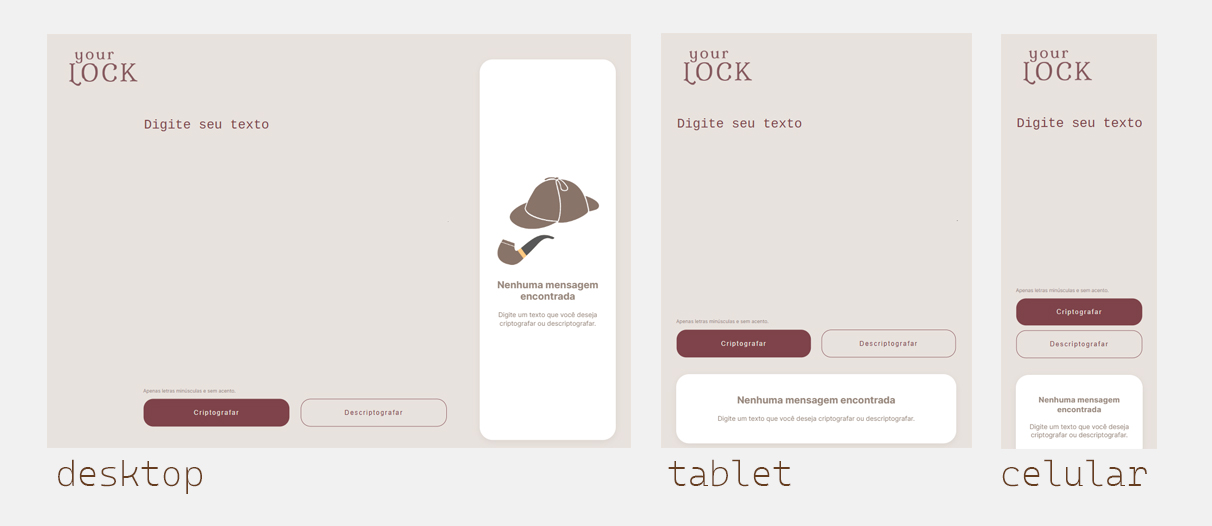 your
LOCK
Digite seu texto
Nenhuma mensagem
encontrada
Digite um texto que você deseja
criptografar ou descriptografar.
Apenas letras minúsculas e sem acento.
Criptografar
Descriptografar
desktop
your
LOCK
Digite seu texto
Apenas letras minúsculas e sem acento.
Criptografar
Descriptografar
Nenhuma mensagem encontrada
Digite um texto que você deseja criptografar ou descriptografar.
tablet
your
LOCK
Digite seu texto
Apenas letras minúsculas e sem acento.
Criptografar
Descriptografar
Nenhuma mensagem
encontrada
Digite um texto que você deseja
criptografar ou descriptografar.
celular